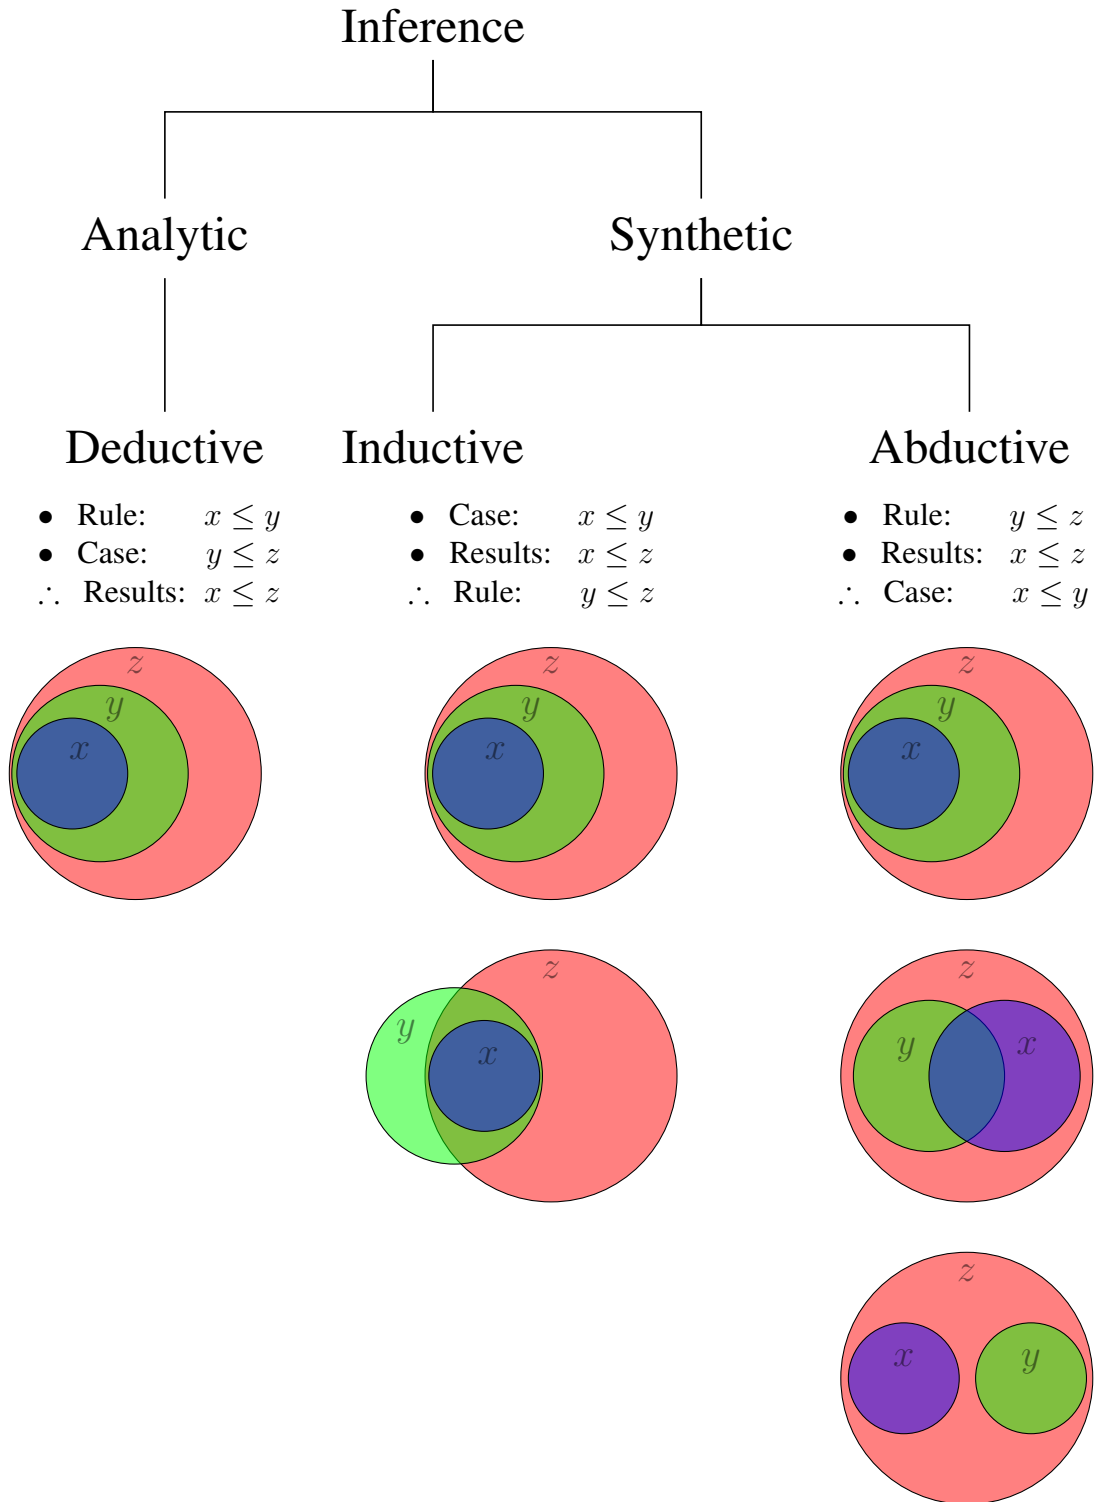 Inference
Analytic
Synthetic
Deductive
• Rule: x ≤ y
• Case: y ≤ z
∴ Results: x ≤ z
z
y
x
Inductive
• Case: x ≤ y
• Results: x ≤ z
∴ Rule: y ≤ z
z
y
x
z
y
x
Abductive
• Rule: y ≤ z
• Results: x ≤ z
∴ Case: x ≤ y
z
y
x
z
y
x
z
x
y